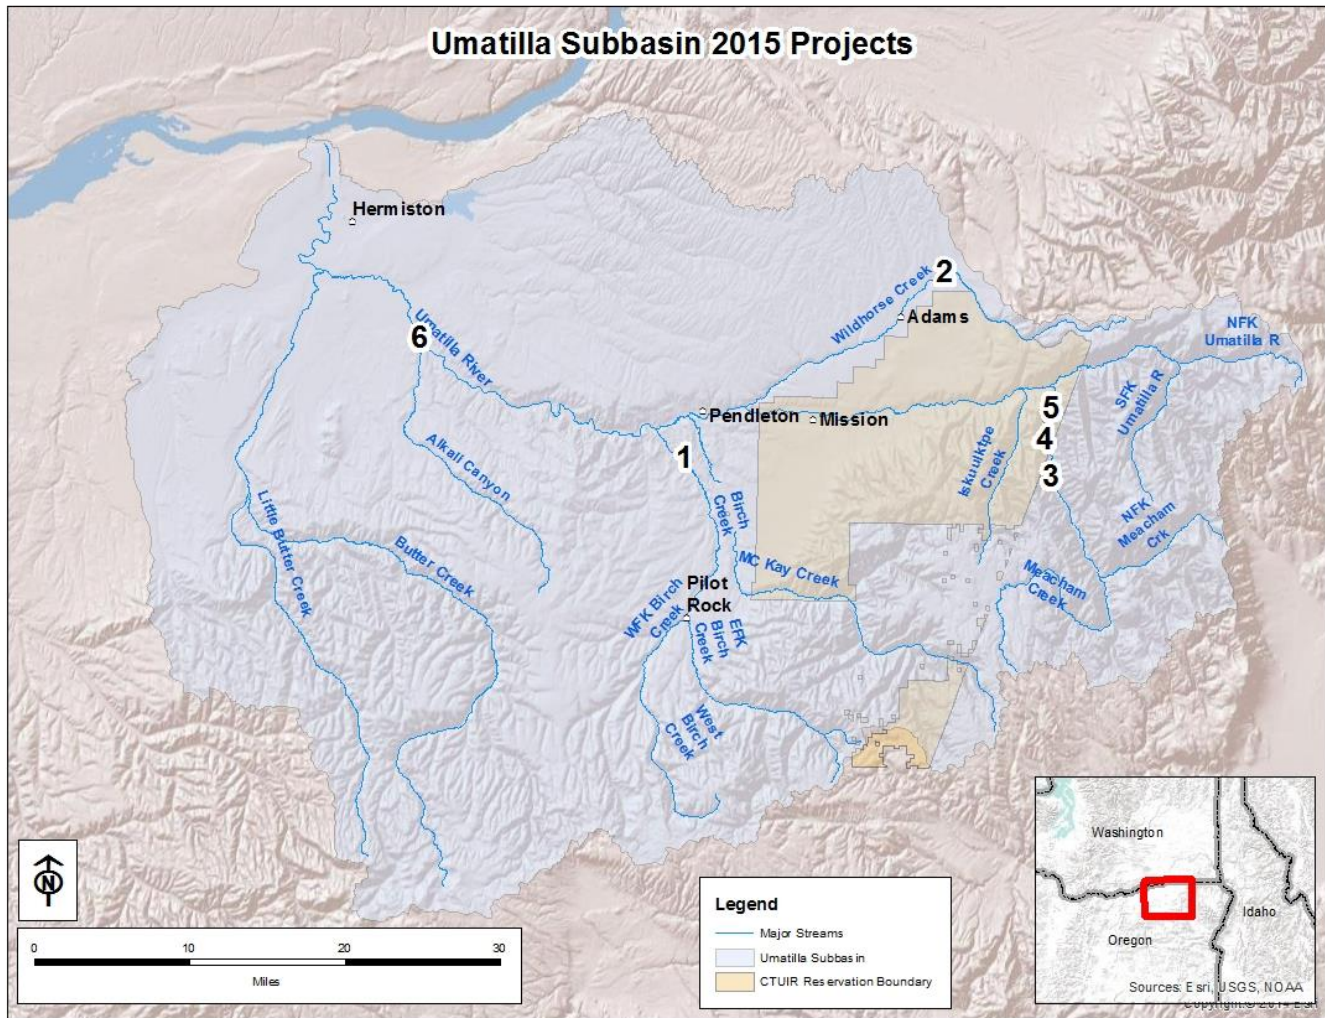 Umatilla Subbasin 2015 Projects
Hermiston
2
Wildhorse Creek
Adams
NFK
Umatilla R
6
Umatilla River
SFK
Umatilla R
Pendleton
Mission
5
4
3
1
Iskuulktpe
Creek
Alkali Canyon
Birch
Creek
NFK
Meacham
Crk
Little Butter Creek
Butter Creek
MC Kay Creek
Meacham
Creek
Pilot
Rock
WFK Birch
Creek
EFK
Birch
Creek
West
Birch
Creek
N
0
10
20
30
Miles
Legend
Major Streams
Umatilla Subbasin
CTUIR Reservation Boundary
Washington
Oregon
Idaho
Sources: Esri, USGS, NOAA
Copyright:© 2014 Esri